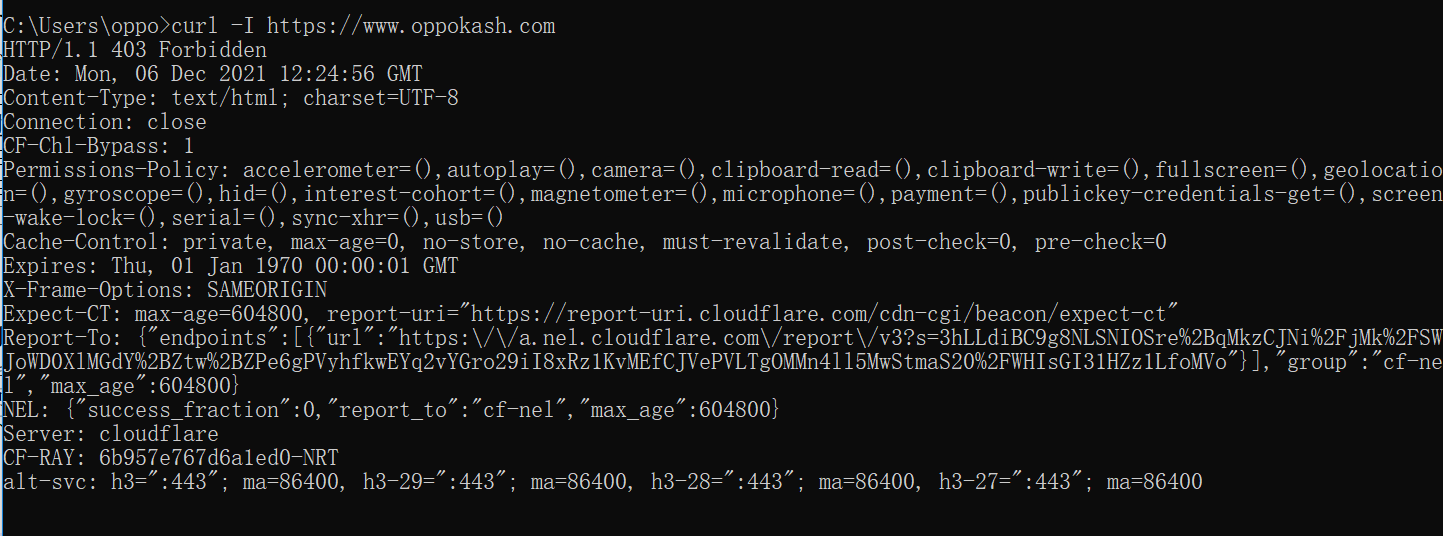 C:\Users\oppo>curl -I https://www.oppokash.com
HTTP/1.1 403 Forbidden
Date: Mon, 06 Dec 2021 12:24:56 GMT
Content-Type: text/html; charset=UTF-8
Connection: close
CF-Chl-Bypass: 1
Permissions-Policy: accelerometer=(),autoplay=(),camera=(),clipboard-read=(),clipboard-write=(),fullscreen=(),geolocatio
n=(),gyroscope=(),hid=(),interest-cohort=(),magnetometer=(),microphone=(),payment=(),publickey-credentials-get=(),screen
-wake-lock=(),serial=(),sync-xhr=(),usb=()
Cache-Control: private, max-age=0, no-store, no-cache, must-revalidate, post-check=0, pre-check=0
Expires: Thu, 01 Jan 1970 00:00:01 GMT
X-Frame-Options: SAMEORIGIN
Expect-CT: max-age=604800, report-uri="https://report-uri.cloudflare.com/cdn-cgi/beacon/expect-ct"
Report-To: {"endpoints":[{"url":"https:\/\/a.nel.cloudflare.com\/report\/v3?s=3hLLdiBC9g8NLSNIOSre%2BqMkzCJNi%2FjMk%2FSW
JoWDOXlMGdY%2BZtw%2BZPe6gPVyhfkwEYq2vYGro29iI8xRz1KvMEfCJVePVLTgOMMn4ll5MwStmaS2O%2FWHIsGI31HZz1LfoMVo"}],"group":"cf-ne
l","max_age":604800}
NEL: {"success_fraction":0,"report_to":"cf-nel","max_age":604800}
Server: cloudflare
CF-RAY: 6b957e767d6a1ed0-NRT
alt-svc: h3=":443"; ma=86400, h3-29=":443"; ma=86400, h3-28=":443"; ma=86400, h3-27=":443"; ma=86400